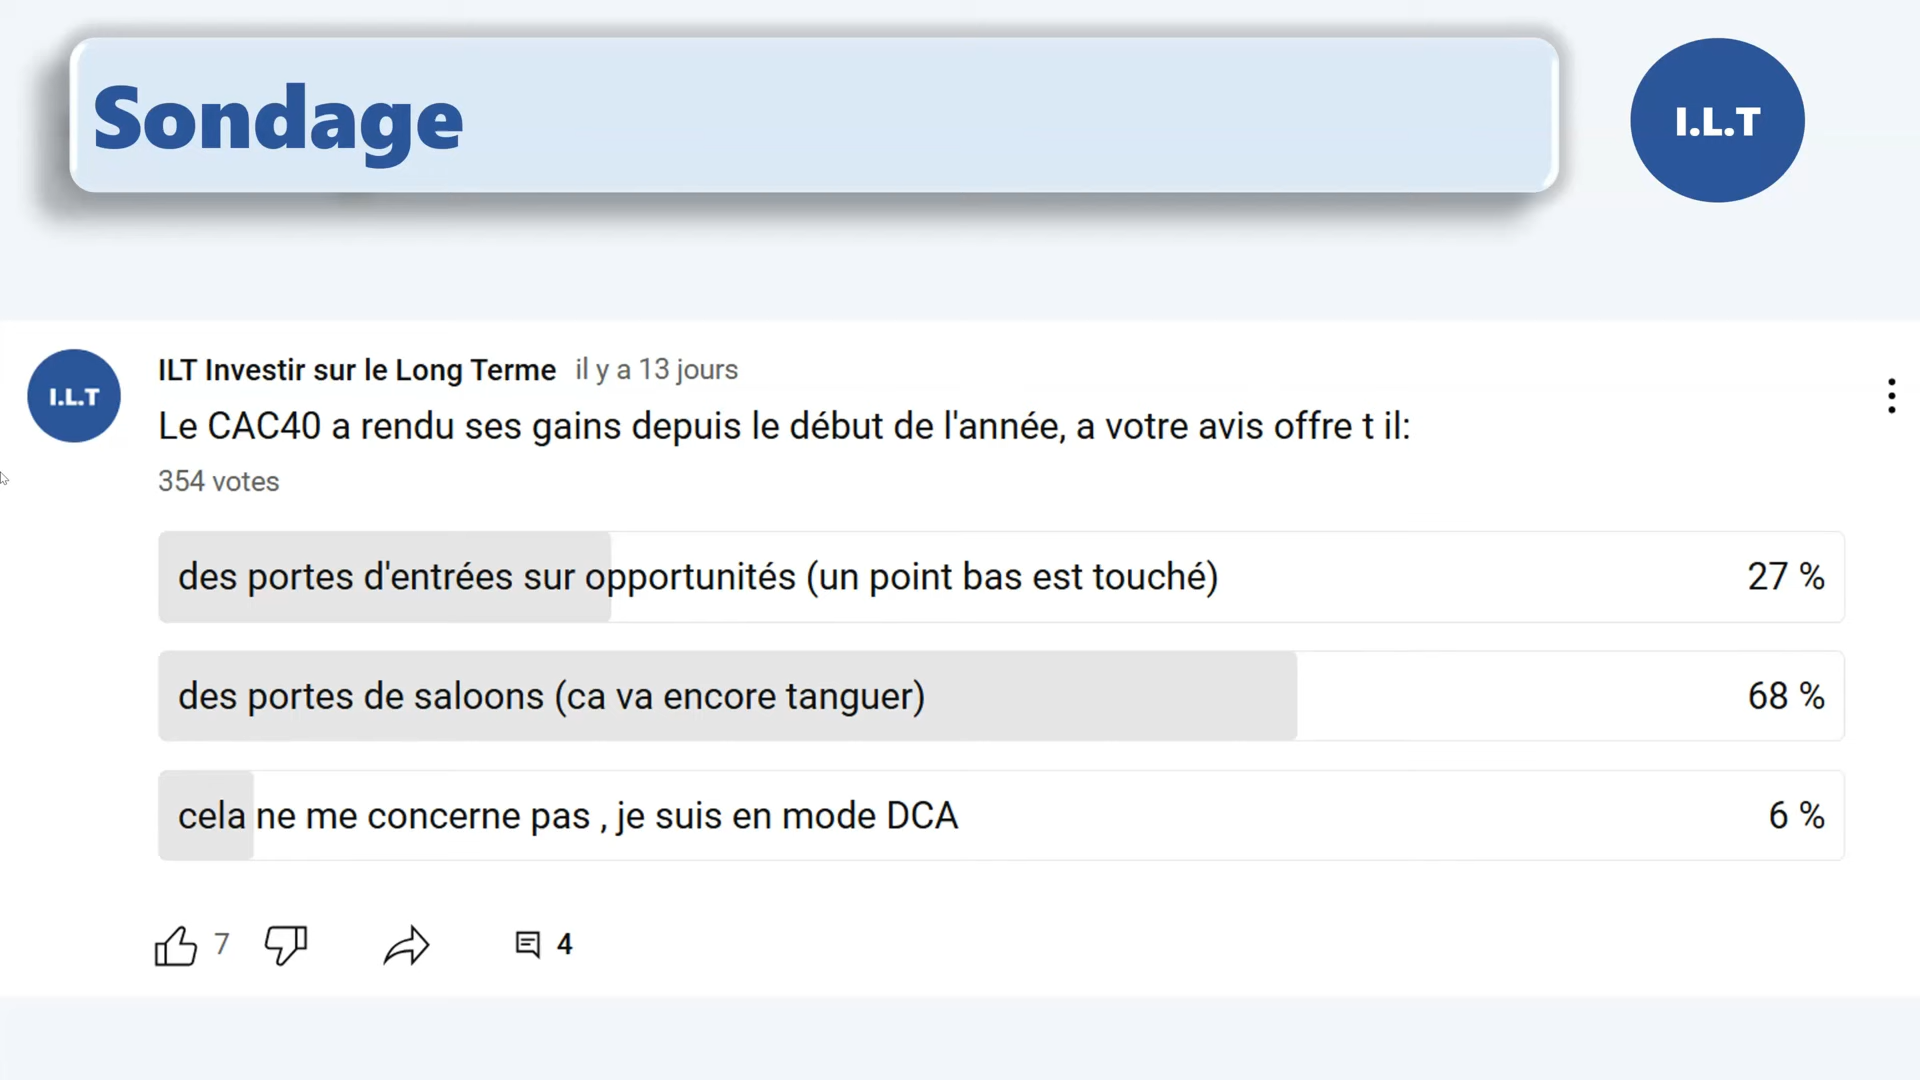 Sondage
I.L.T
I.L.T
ILT Investir sur le Long Terme il y a 13 jours
Le CAC40 a rendu ses gains depuis le début de l'année, a votre avis offre t il:
354 votes
des portes d'entrées sur opportunités (un point bas est touché) 27 %
des portes de saloons (ca va encore tanguer) 68 %
cela ne me concerne pas , je suis en mode DCA 6 %
7 4